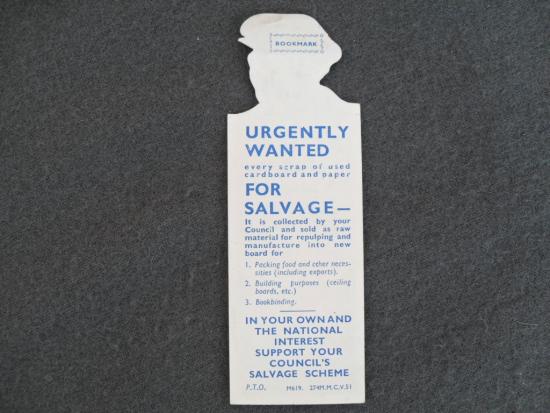 BOOKMARK
URGENTLY
WANTED
every scrap of used
cardboard and paper
FOR
SALVAGE—
It is collected by your
Council and sold as raw
material for repulping and
manufacture into new
board for
1. Packing food and other neces-
sities (including exports).
2. Building purposes (ceiling
boards, etc.)
3. Bookbinding.
IN YOUR OWN AND
THE NATIONAL
INTEREST
SUPPORT YOUR
COUNCIL'S
SALVAGE SCHEME
P.T.O. M619. 274M.M.C.V.51